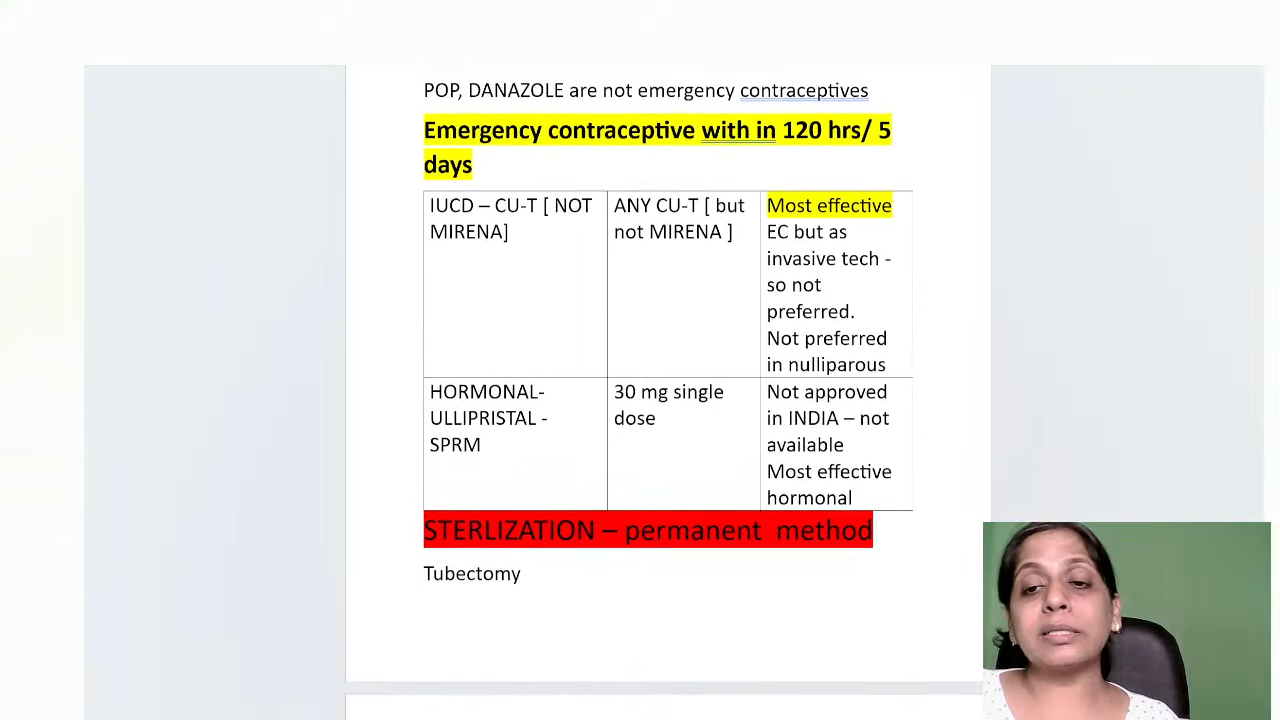 POP, DANAZOLE are not emergency contraceptives
Emergency contraceptive with in 120 hrs/ 5
days
IUCD – CU-T [ NOT
MIRENA]
ANY CU-T [ but
not MIRENA ]
Most effective
EC but as
invasive tech -
so not
preferred.
Not preferred
in nulliparous
HORMONAL-
ULLIPRISTAL -
SPRM
30 mg single
dose
Not approved
in INDIA – not
available
Most effective
hormonal
STERLIZATION – permanent  method
Tubectomy